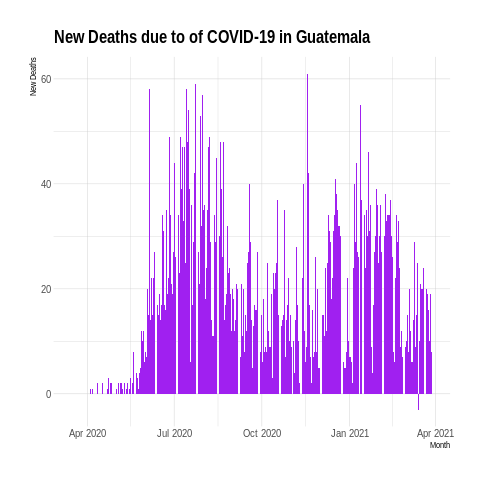 New Deaths due to of COVID-19 in Guatemala
New Deaths
60
40
20
0
Apr 2020 Jul 2020 Oct 2020 Jan 2021 Apr 2021
Month